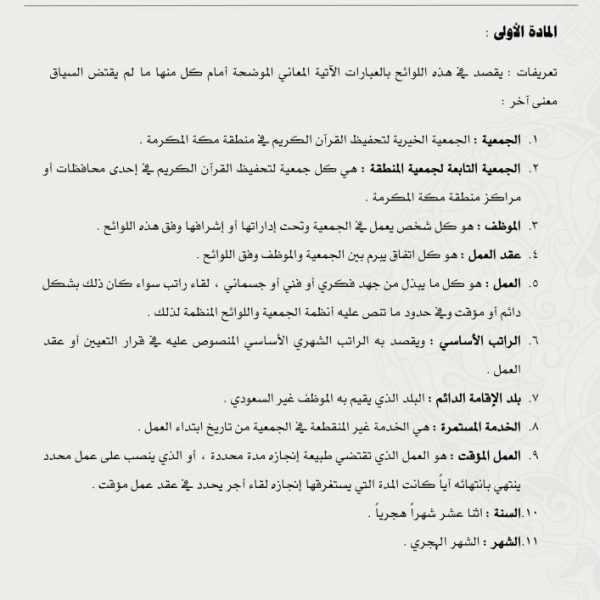 المادة الأولى :
تعريفات : يقصد في هذه اللوائح بالعبارات الآتية المعاني الموضحة أمام كل منها ما لم يقتض السياق
معنى آخر :
١. الجمعية : الجمعية الخيرية لتحفيظ القرآن الكريم في منطقة مكة المكرمة .
٢. الجمعية التابعة لجمعية المنطقة : هي كل جمعية لتحفيظ القرآن الكريم في إحدى محافظات أو
مراكز منطقة مكة المكرمة .
٣. الموظف : هو كل شخص يعمل في الجمعية وتحت إداراتها أو إشرافها وفق هذه اللوائح .
٤. عقد العمل : هو كل اتفاق يبرم بين الجمعية والموظف وفق اللوائح .
٥. العمل : هو كل ما يبذل من جهد فكري أو فني أو جسماني ، لقاء راتب سواء كان ذلك بشكل
دائم أو مؤقت وفي حدود ما تنص عليه أنظمة الجمعية واللوائح المنظمة لذلك .
٦. الراتب الأساسي : ويقصد به الراتب الشهري الأساسي المنصوص عليه في قرار التعيين أو عقد
العمل .
٧. بلد الإقامة الدائم : البلد الذي يقيم به الموظف غير السعودي .
٨. الخدمة المستمرة : هي الخدمة غير المنقطعة في الجمعية من تاريخ ابتداء العمل .
٩. العمل المؤقت : هو العمل الذي تقتضي طبيعة إنجازه مدة محددة ، أو الذي ينصب على عمل محدد
ينتهي بانتهائه أياً كانت المدة التي يستغرقها إنجازه لقاء أجر يحدد في عقد عمل مؤقت .
١٠.السنة : اثنا عشر شهراً هجرياً .
١١.الشهر : الشهر الهجري .